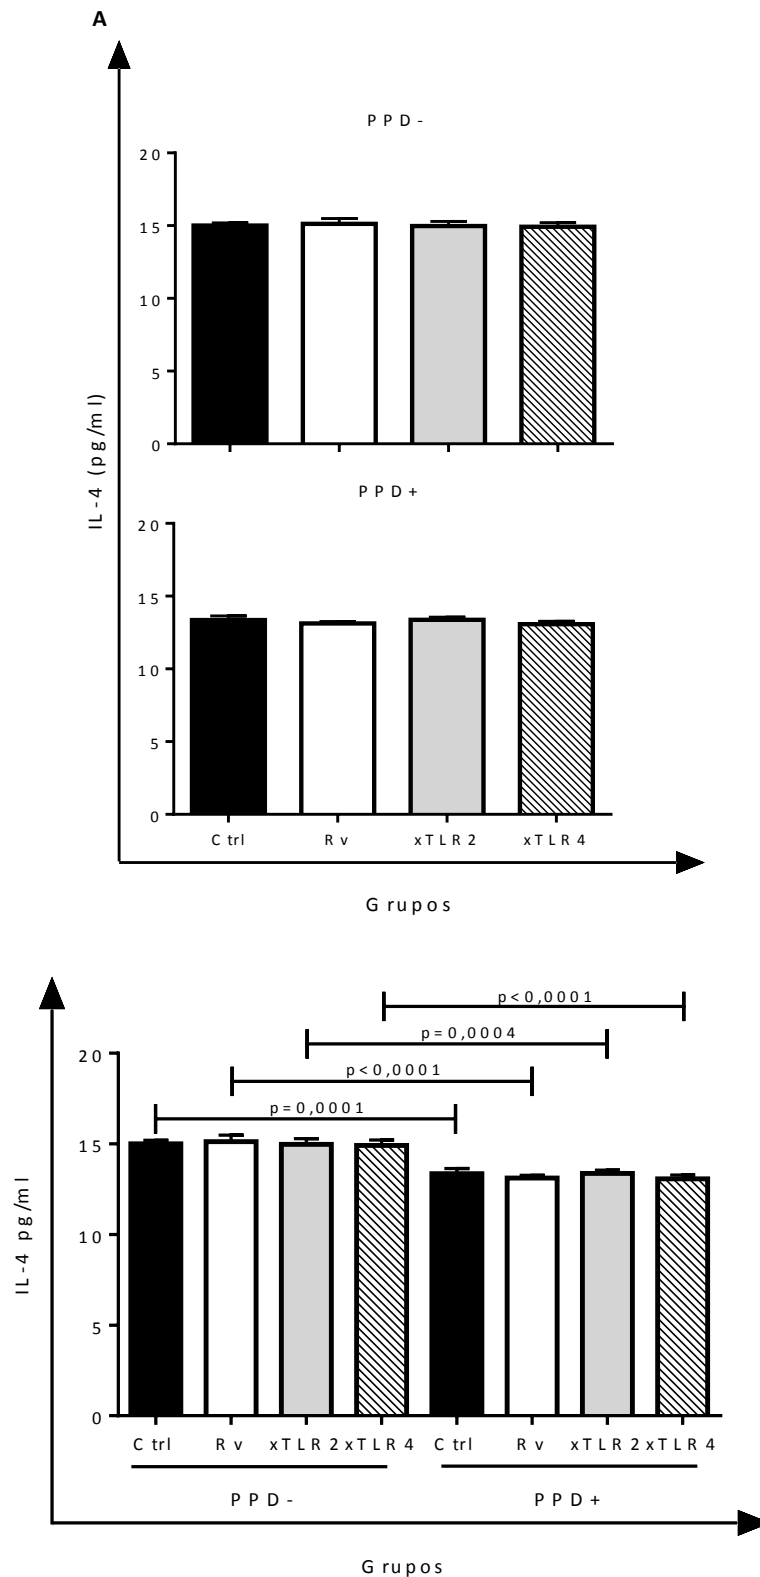 A
PPD-
20
15
10
5
0
IL-4 (pg/ml)
PPD+
20
15
10
5
0
Ctrl Rv xTLR2 xTLR4
Grupos
p<0,0001
p=0,0004
p<0,0001
p=0,0001
20
15
10
5
0
IL-4 pg/ml
Ctrl Rv xTLR2 xTLR4 Ctrl Rv xTLR2 xTLR4
PPD- PPD+
Grupos